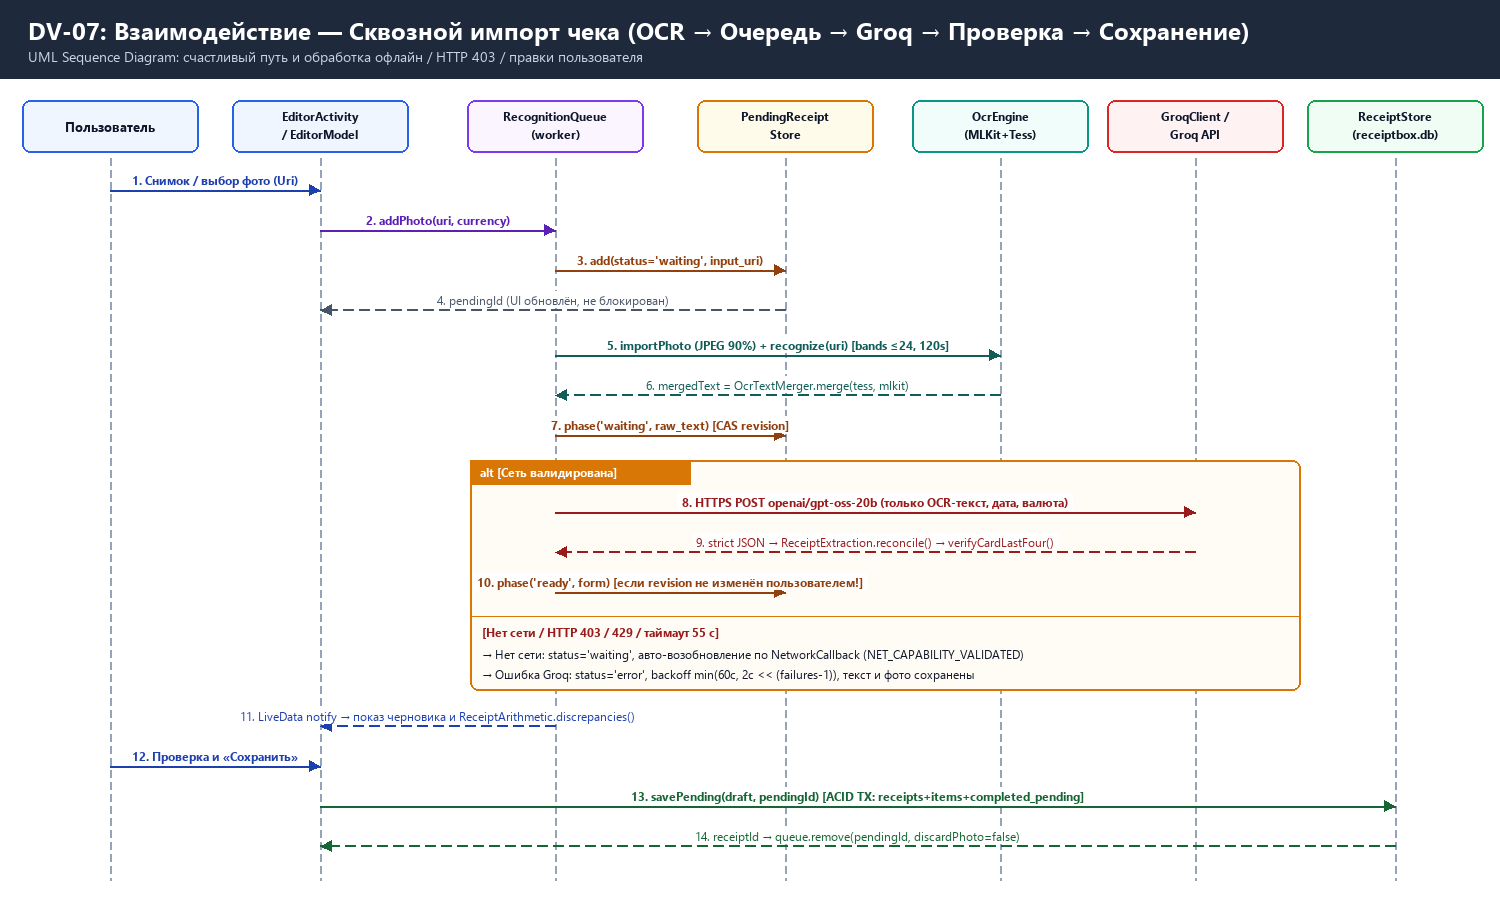 DV-07: Взаимодействие — Сквозной импорт чека (OCR → Очередь → Groq → Проверка → Сохранение)
UML Sequence Diagram: счастливый путь и обработка офлайн / HTTP 403 / правки пользователя
Пользователь
EditorActivity
/ EditorModel
RecognitionQueue
(worker)
PendingReceipt
Store
OcrEngine
(MLKit+Tess)
GroqClient /
Groq API
ReceiptStore
(receiptbox.db)
1. Снимок / выбор фото (Uri)
2. addPhoto(uri, currency)
3. add(status='waiting', input_uri)
4. pendingId (UI обновлён, не блокирован)
5. importPhoto (JPEG 90%) + recognize(uri) [bands ≤24, 120s]
6. mergedText = OcrTextMerger.merge(tess, mlkit)
7. phase('waiting', raw_text) [CAS revision]
alt [Сеть валидирована]
8. HTTPS POST openai/gpt-oss-20b (только OCR-текст, дата, валюта)
9. strict JSON → ReceiptExtraction.reconcile() → verifyCardLastFour()
10. phase('ready', form) [если revision не изменён пользователем!]
[Нет сети / HTTP 403 / 429 / таймаут 55 с]
→ Нет сети: status='waiting', авто-возобновление по NetworkCallback (NET_CAPABILITY_VALIDATED)
→ Ошибка Groq: status='error', backoff min(60с, 2с << (failures-1)), текст и фото сохранены
11. LiveData notify → показ черновика и ReceiptArithmetic.discrepancies()
12. Проверка и «Сохранить»
13. savePending(draft, pendingId) [ACID TX: receipts+items+completed_pending]
14. receiptId → queue.remove(pendingId, discardPhoto=false)